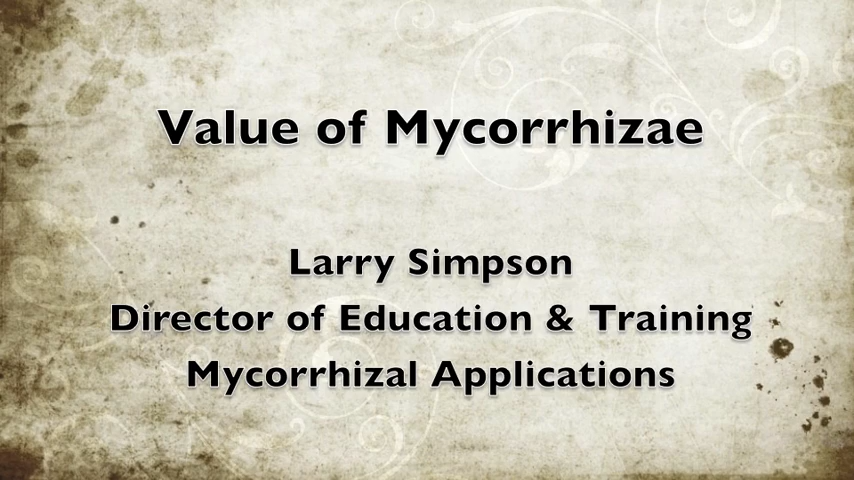 Value of Mycorrhizae
Larry Simpson
Director of Education & Training
Mycorrhizal Applications